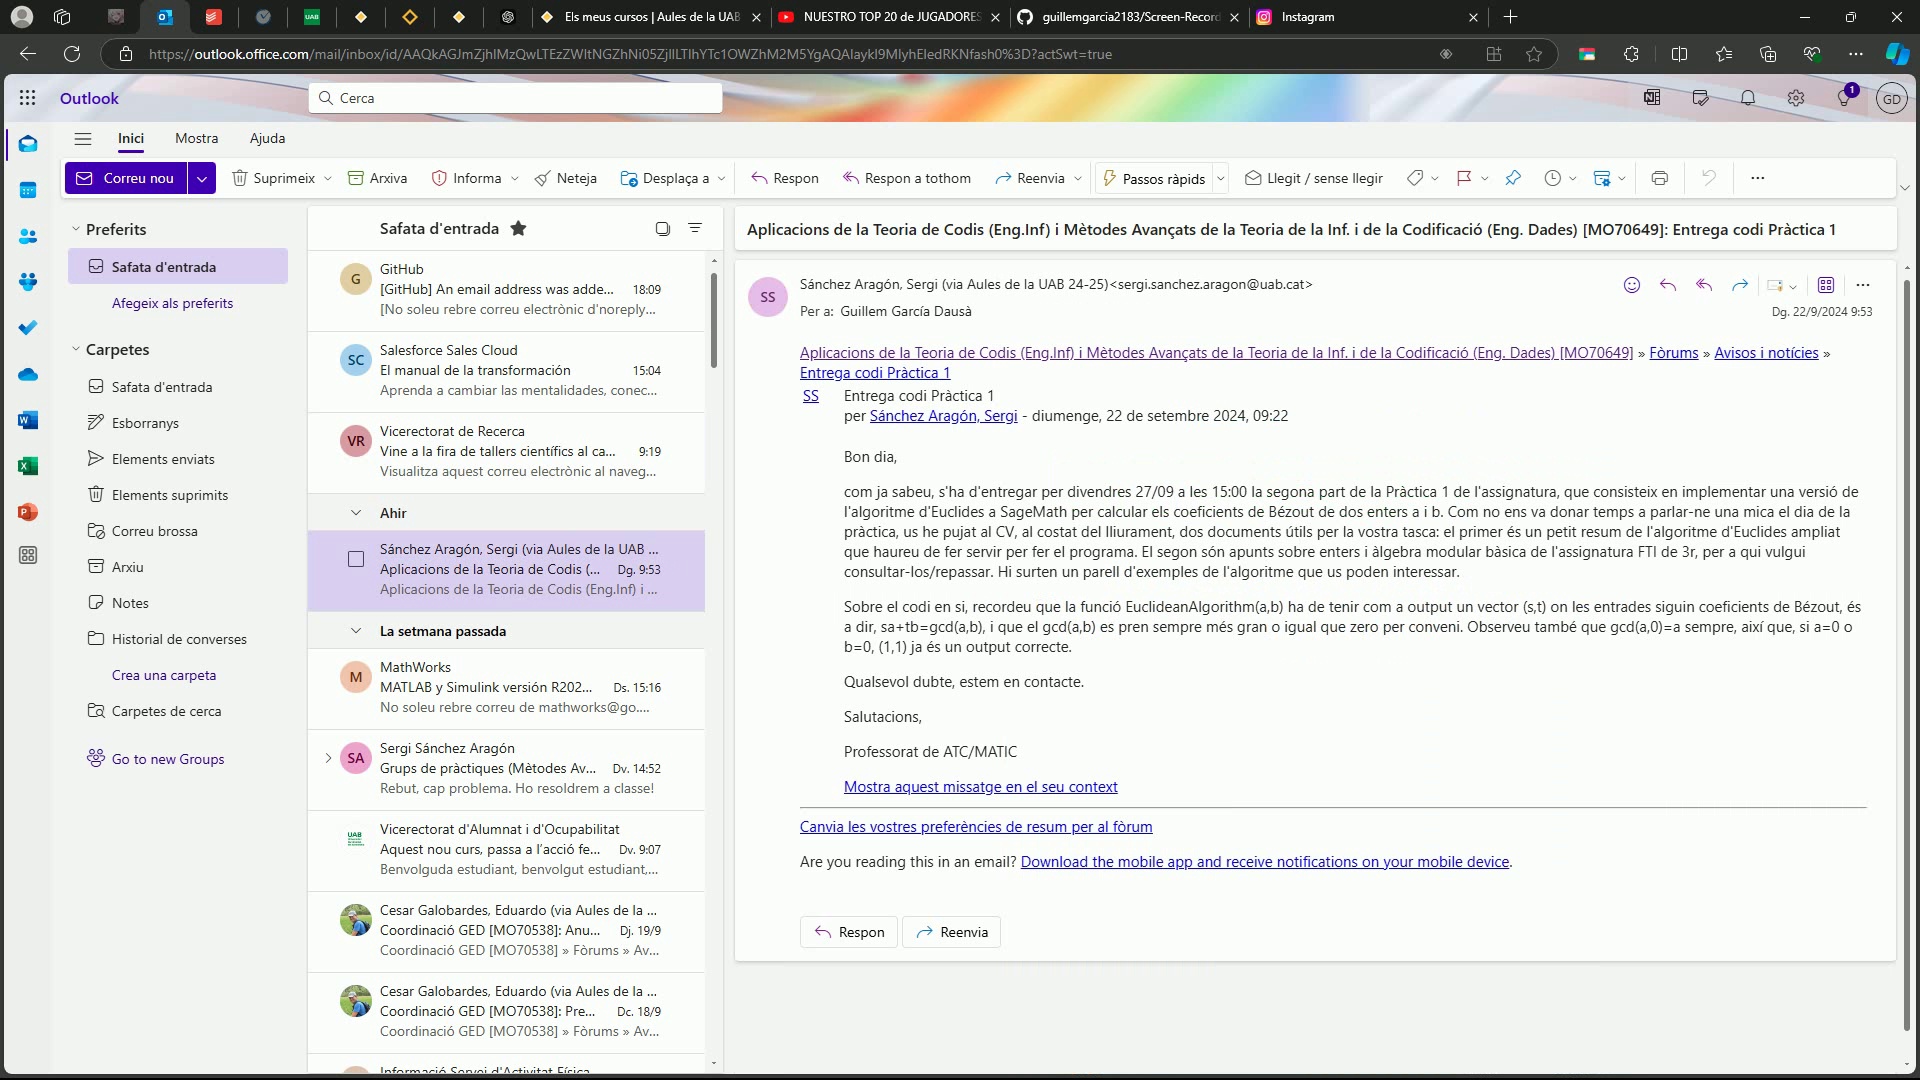 Els meus cursos | Aules de la UAB
NUESTRO TOP 20 de JUGADORES
guillemgarcia2183/Screen-Record
Instagram
https://outlook.office.com/mail/inbox/id/
Outlook
Cerca
1
GD
Inici
Mostra
Ajuda
Correu nou
Suprimeix
Arxiva
Informa
Neteja
Desplaça a
Respon
Respon a tothom
Reenvia
Passos ràpids
Llegit / sense llegir
Preferits
Safata d'entrada
Afegeix als preferits
Carpetes
Safata d'entrada
Esborranys
Elements enviats
Elements suprimits
Correu brossa
Arxiu
Notes
Historial de converses
Crea una carpeta
Carpetes de cerca
Go to new Groups
Safata d'entrada
G
GitHub
[GitHub] An email address was adde... 18:09
[No soleu rebre correu electrònic d'noreply...
SC
Salesforce Sales Cloud
El manual de la transformación 15:04
Aprenda a cambiar las mentalidades, conec...
VR
Vicerectorat de Recerca
Vine a la fira de tallers científics al ca... 9:19
Visualitza aquest correu electrònic al naveg...
Ahir
Sánchez Aragón, Sergi (via Aules de la UAB ...
Aplicacions de la Teoria de Codis (... Dg. 9:53
Aplicacions de la Teoria de Codis (Eng.Inf) i ...
La setmana passada
M
MathWorks
MATLAB y Simulink versión R202... Ds. 15:16
No soleu rebre correu de mathworks@go....
SA
Sergi Sánchez Aragón
Grups de pràctiques (Mètodes Av... Dv. 14:52
Rebut, cap problema. Ho resoldrem a classe!
UAB
Vicerectorat d'Alumnat i d'Ocupabilitat
Aquest nou curs, passa a l'acció fe... Dv. 9:07
Benvolguda estudiant, benvolgut estudiant,...
Cesar Galobardes, Eduardo (via Aules de la ...
Coordinació GED [MO70538]: Anu... Dj. 19/9
Coordinació GED [MO70538] » Fòrums » Av...
Cesar Galobardes, Eduardo (via Aules de la ...
Coordinació GED [MO70538]: Pre... Dc. 18/9
Coordinació GED [MO70538] » Fòrums » Av...
Informació Servei d'Activitat Física
Aplicacions de la Teoria de Codis (Eng.Inf) i Mètodes Avançats de la Teoria de la Inf. i de la Codificació (Eng. Dades) [MO70649]: Entrega codi Pràctica 1
SS
Sánchez Aragón, Sergi (via Aules de la UAB 24-25)<sergi.sanchez.aragon@uab.cat>
Per a: Guillem García Dausà
Dg. 22/9/2024 9:53
Aplicacions de la Teoria de Codis (Eng.Inf) i Mètodes Avançats de la Teoria de la Inf. i de la Codificació (Eng. Dades) [MO70649] » Fòrums » Avisos i notícies »
Entrega codi Pràctica 1
SS Entrega codi Pràctica 1
per Sánchez Aragón, Sergi - diumenge, 22 de setembre 2024, 09:22
Bon dia,
com ja sabeu, s'ha d'entregar per divendres 27/09 a les 15:00 la segona part de la Pràctica 1 de l'assignatura, que consisteix en implementar una versió de
l'algoritme d'Euclides a SageMath per calcular els coeficients de Bézout de dos enters a i b. Com no ens va donar temps a parlar-ne una mica el dia de la
pràctica, us he pujat al CV, al costat del lliurament, dos documents útils per la vostra tasca: el primer és un petit resum de l'algoritme d'Euclides ampliat
que haureu de fer servir per fer el programa. El segon són apunts sobre enters i àlgebra modular bàsica de l'assignatura FTI de 3r, per a qui vulgui
consultar-los/repassar. Hi surten un parell d'exemples de l'algoritme que us poden interessar.
Sobre el codi en si, recordeu que la funció EuclideanAlgorithm(a,b) ha de tenir com a output un vector (s,t) on les entrades siguin coeficients de Bézout, és
a dir, sa+tb=gcd(a,b), i que el gcd(a,b) es pren sempre més gran o igual que zero per conveni. Observeu també que gcd(a,0)=a sempre, així que, si a=0 o
b=0, (1,1) ja és un output correcte.
Qualsevol dubte, estem en contacte.
Salutacions,
Professorat de ATC/MATIC
Mostra aquest missatge en el seu context
Canvia les vostres preferències de resum per al fòrum
Are you reading this in an email? Download the mobile app and receive notifications on your mobile device.
Respon
Reenvia